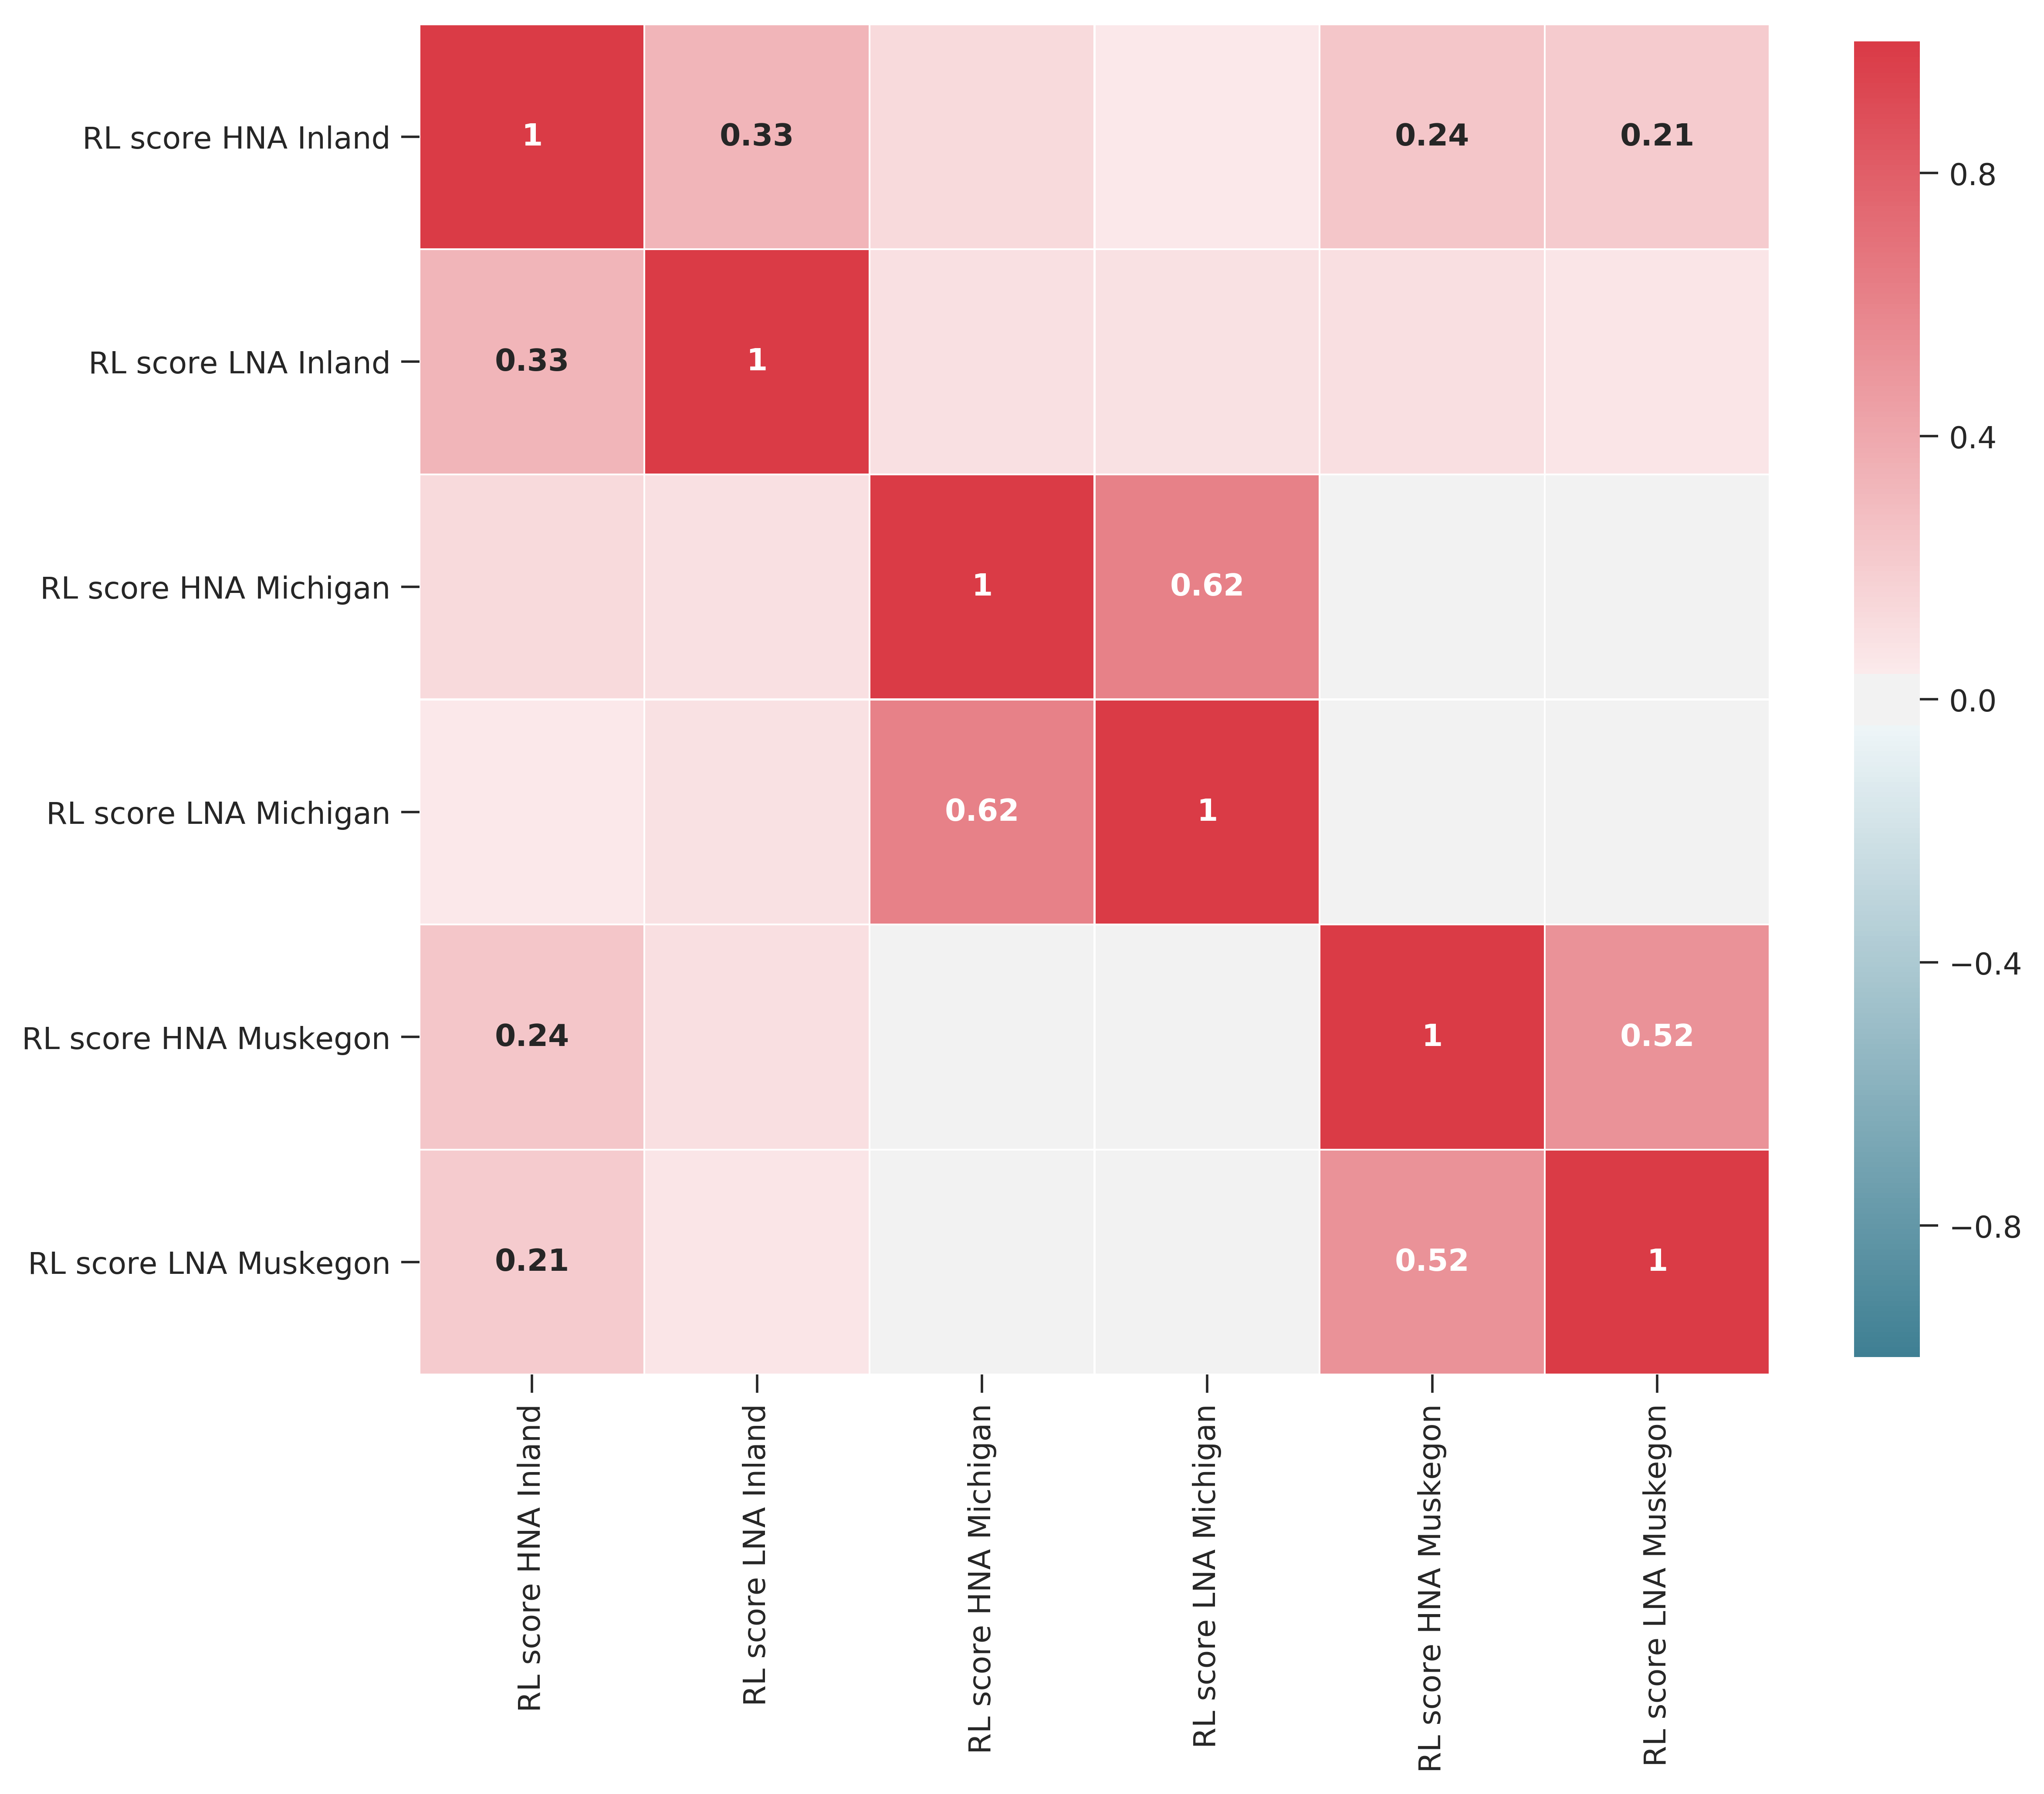 RL score HNA Inland
1
0.33
0.24
0.21
RL score LNA Inland
0.33
1
RL score HNA Michigan
1
0.62
RL score LNA Michigan
0.62
1
RL score HNA Muskegon
0.24
1
0.52
RL score LNA Muskegon
0.21
0.52
1
RL score HNA Inland
RL score LNA Inland
RL score HNA Michigan
RL score LNA Michigan
RL score HNA Muskegon
RL score LNA Muskegon
0.8
0.4
0.0
−0.4
−0.8